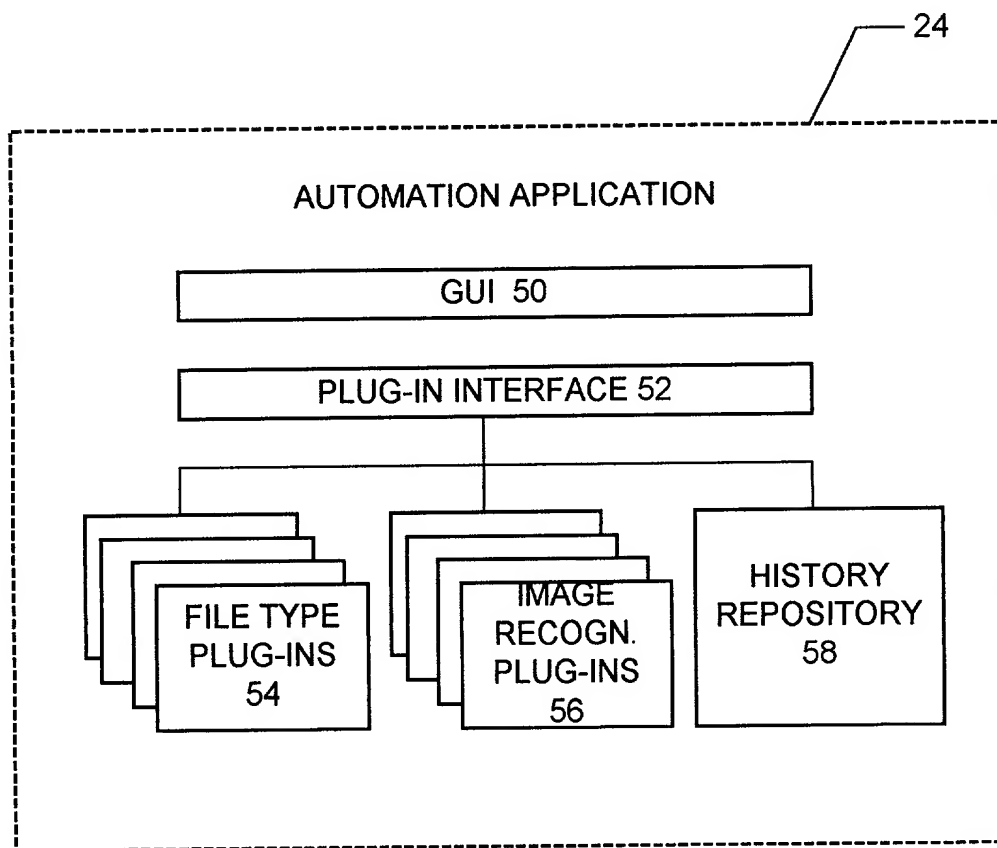 24
AUTOMATION APPLICATION
GUI 50
PLUG-IN INTERFACE 52
FILE TYPE
PLUG-INS
54
IMAGE
RECOGN.
PLUG-INS
56
HISTORY
REPOSITORY
58